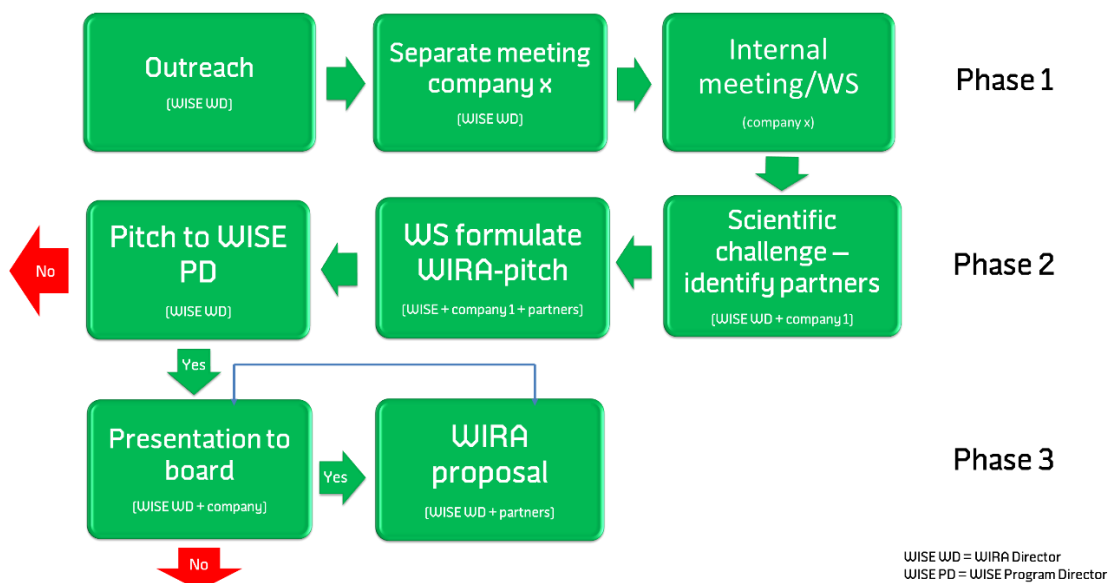 Outreach
(WISE WD)
Separate meeting
company x
(WISE WD)
Internal
meeting/WS
(company x)
Phase 1
No
Pitch to WISE
PD
(WISE WD)
WS formulate
WIRA-pitch
(WISE + company 1 + partners)
Scientific
challenge –
identify partners
(WISE WD + company 1)
Phase 2
Yes
Presentation to
board
(WISE WD + company)
Yes
WIRA
proposal
(WISE WD + partners)
Phase 3
No
WISE WD = WIRA Director
WISE PD = WISE Program Director